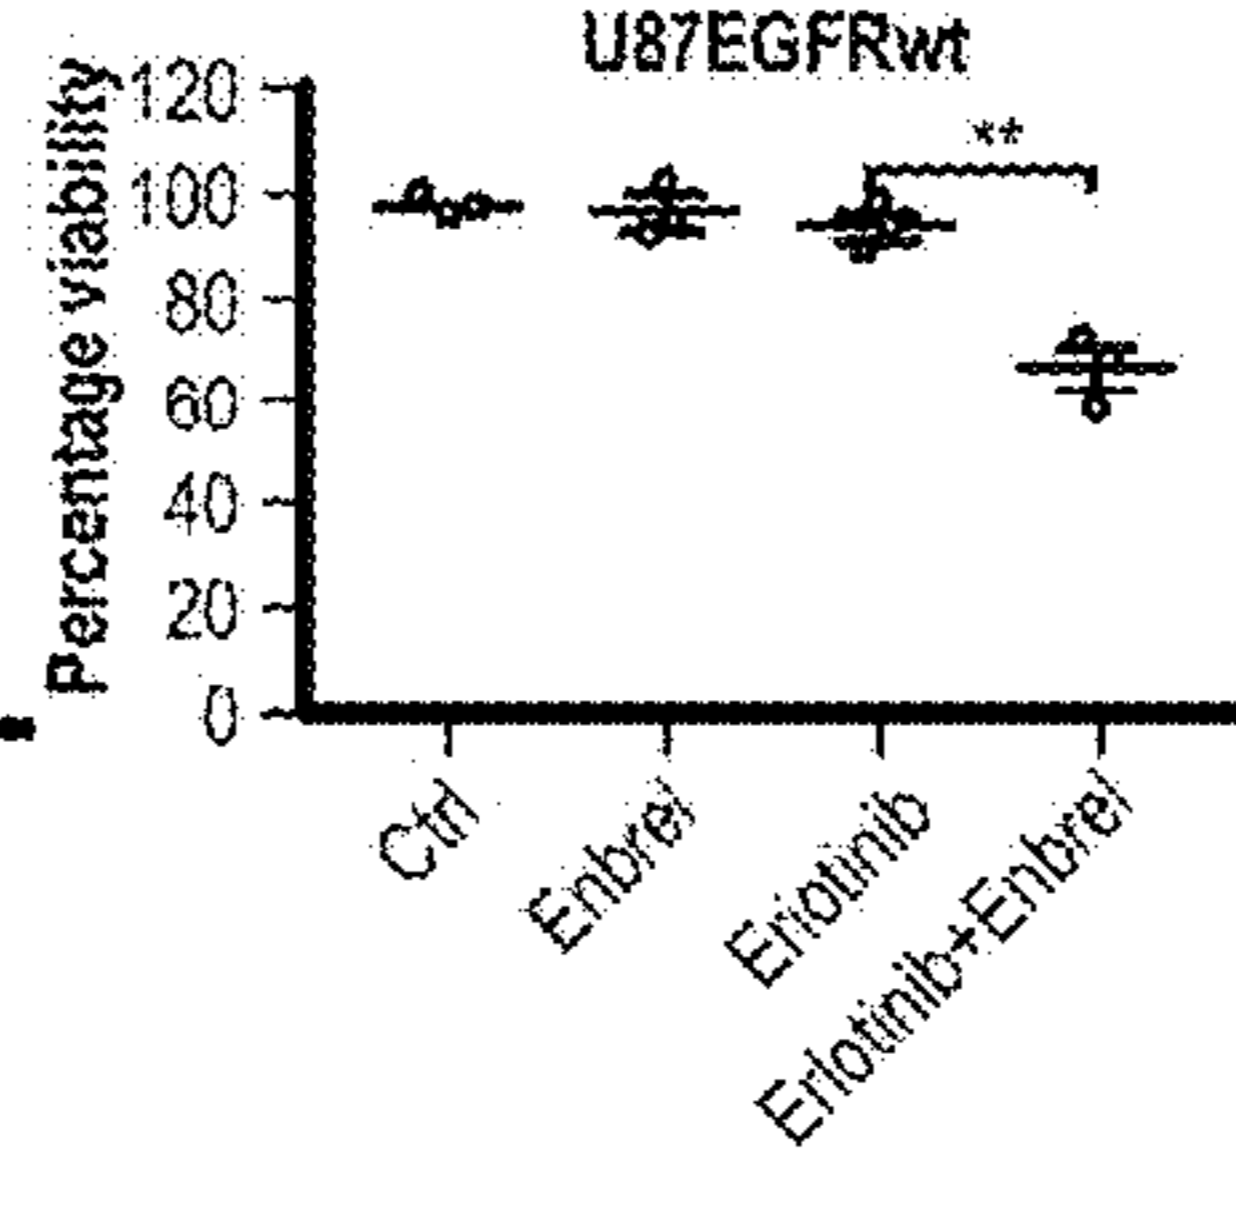 U87EGFRwt
Percentage viability
120
100
80
60
40
20
0
**
Ctrl
Enbrel
Erlotinib
Erlotinib+Enbrel